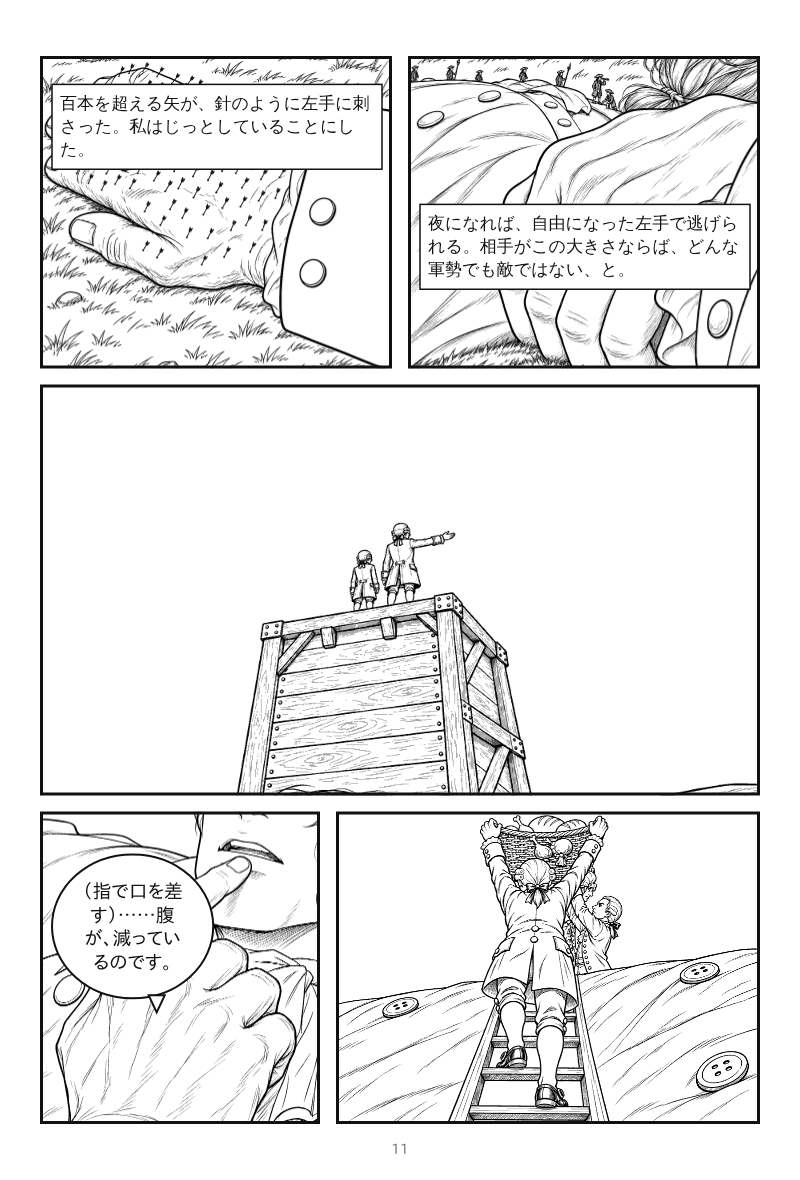 百本を超える矢が、針のように左手に刺
さった。私はじっとしていることにし
た。
夜になれば、自由になった左手で逃げら
れる。相手がこの大きさならば、どんな
軍勢でも敵ではない、と。
（指で口を差
す）……腹
が、減ってい
るのです。
11